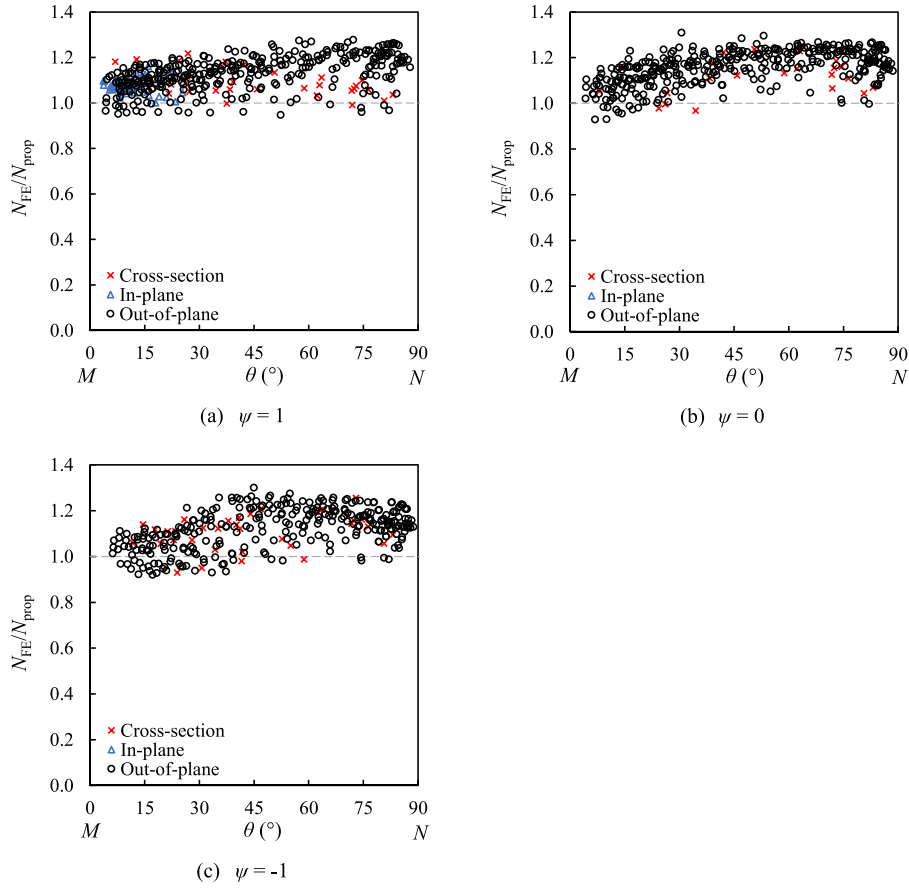 1.4
1.2
1.0
0.8
0.6
0.4
0.2
0.0
N_FE/N_prop
× Cross-section
△ In-plane
○ Out-of-plane
0 15 30 45 60 75 90
M θ (°) N
(a) ψ = 1
1.4
1.2
1.0
0.8
0.6
0.4
0.2
0.0
N_FE/N_prop
× Cross-section
△ In-plane
○ Out-of-plane
0 15 30 45 60 75 90
M θ (°) N
(b) ψ = 0
1.4
1.2
1.0
0.8
0.6
0.4
0.2
0.0
N_FE/N_prop
× Cross-section
△ In-plane
○ Out-of-plane
0 15 30 45 60 75 90
M θ (°) N
(c) ψ = -1